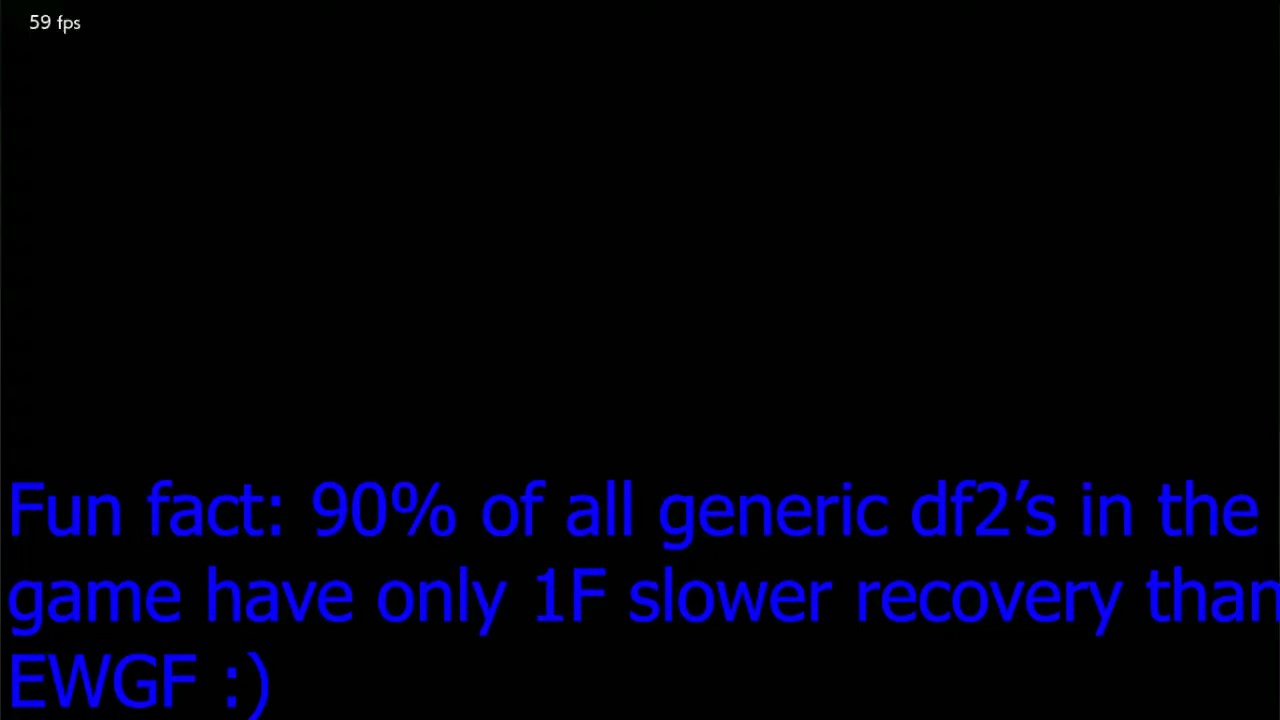 59 fps
Fun fact: 90% of all generic df2’s in the
game have only 1F slower recovery than
EWGF :)